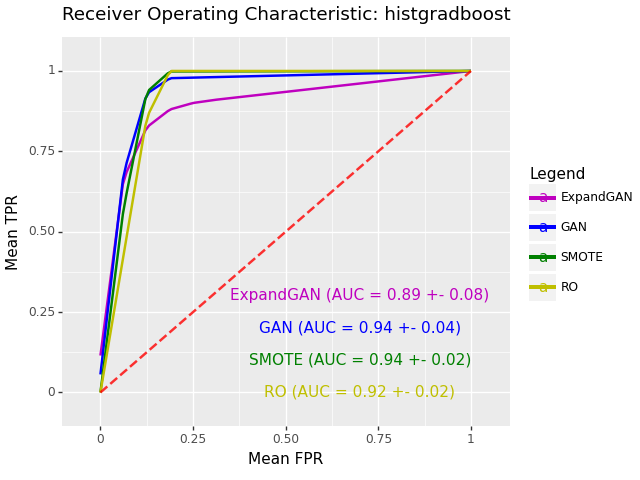 Receiver Operating Characteristic: histgradboost
Mean TPR
1
0.75
0.50
0.25
0
ExpandGAN (AUC = 0.89 +- 0.08)
GAN (AUC = 0.94 +- 0.04)
SMOTE (AUC = 0.94 +- 0.02)
RO (AUC = 0.92 +- 0.02)
0 0.25 0.50 0.75 1
Mean FPR
Legend
a ExpandGAN
a GAN
a SMOTE
a RO